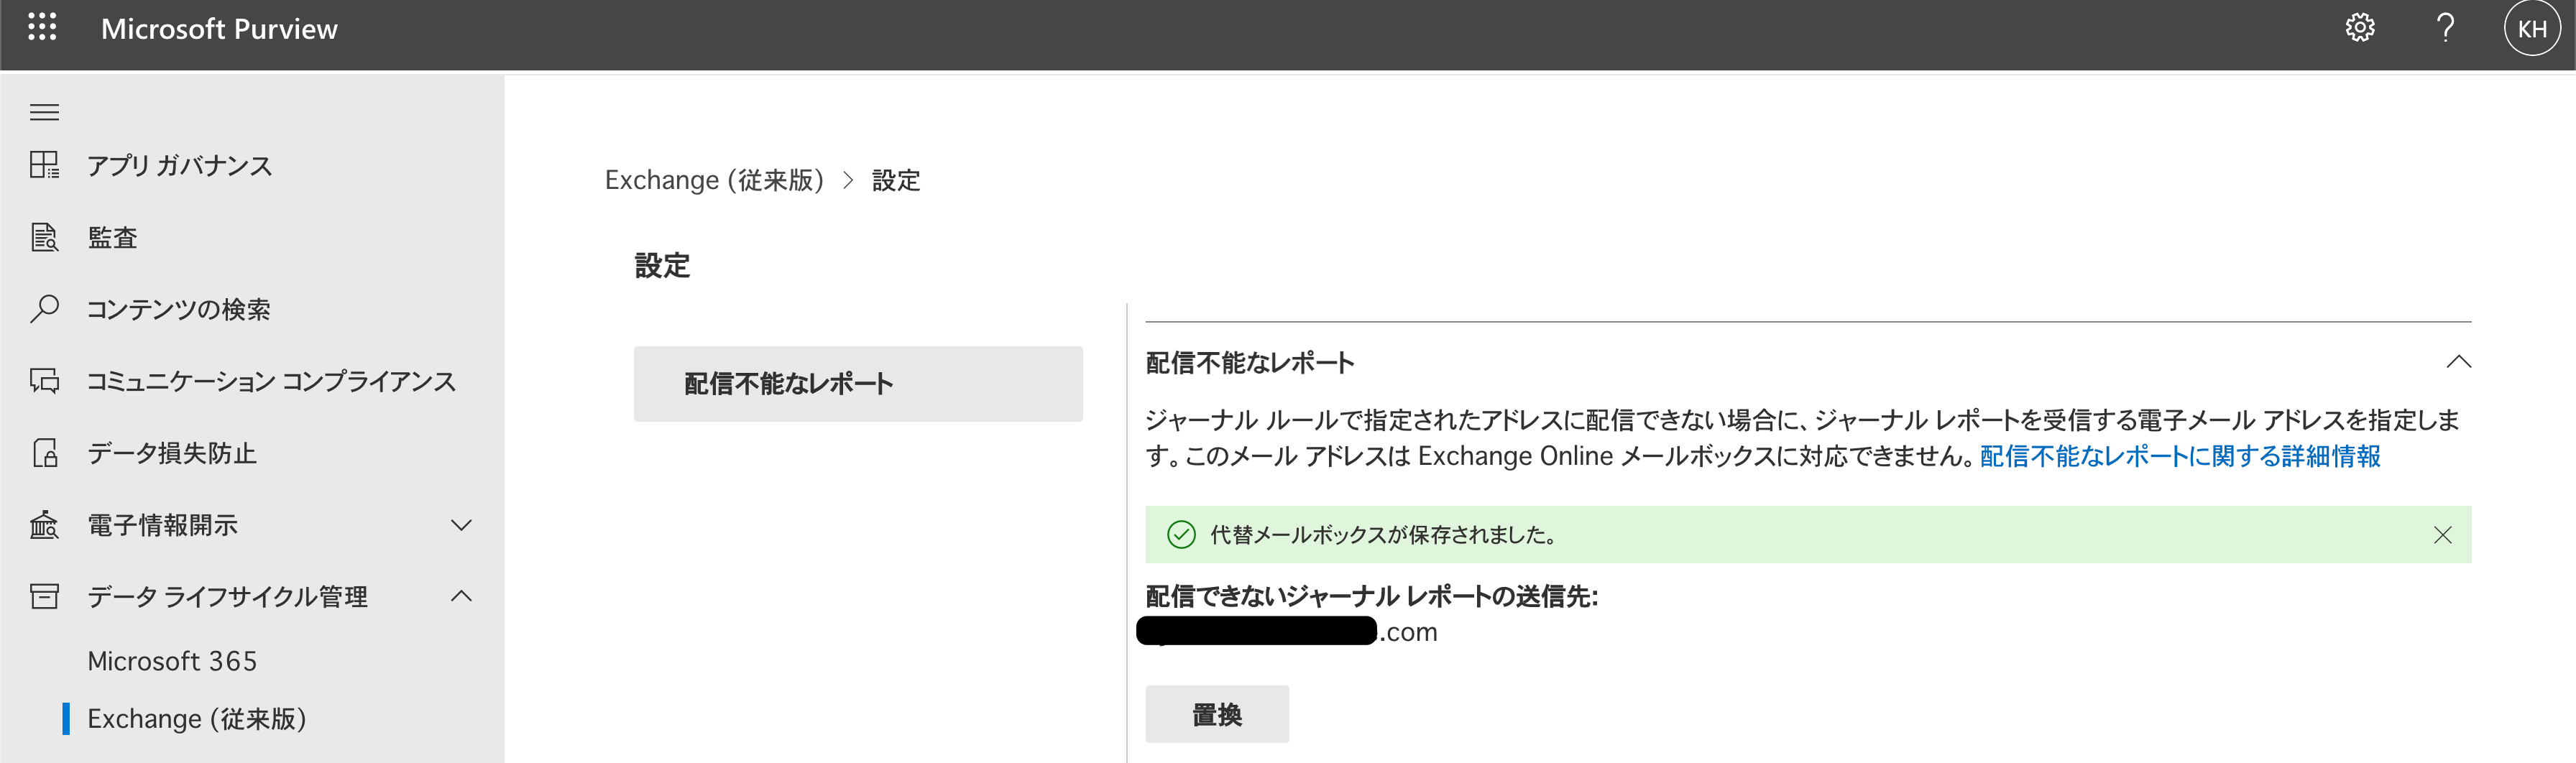 Microsoft Purview
KH
アプリ ガバナンス
監査
コンテンツの検索
コミュニケーション コンプライアンス
データ損失防止
電子情報開示
データ ライフサイクル管理
Microsoft 365
Exchange (従来版)
Exchange (従来版) > 設定
設定
配信不能なレポート
配信不能なレポート
ジャーナル ルールで指定されたアドレスに配信できない場合に、ジャーナル レポートを受信する電子メール アドレスを指定しま
す。このメール アドレスは Exchange Online メールボックスに対応できません。配信不能なレポートに関する詳細情報
代替メールボックスが保存されました。
配信できないジャーナル レポートの送信先:
.com
置換